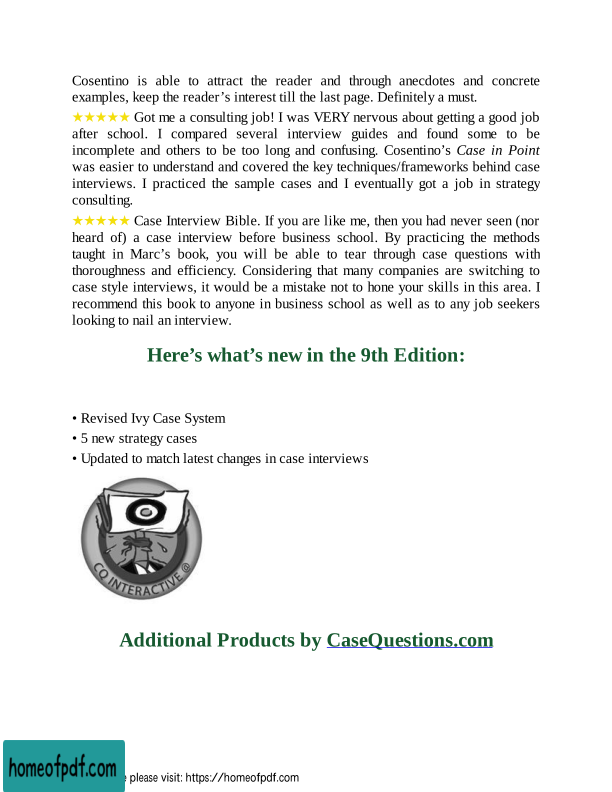 Cosentino is able to attract the reader and through anecdotes and concrete
examples, keep the reader’s interest till the last page. Definitely a must.
★★★★★ Got me a consulting job! I was VERY nervous about getting a good job
after school. I compared several interview guides and found some to be
incomplete and others to be too long and confusing. Cosentino’s Case in Point
was easier to understand and covered the key techniques/frameworks behind case
interviews. I practiced the sample cases and I eventually got a job in strategy
consulting.
★★★★★ Case Interview Bible. If you are like me, then you had never seen (nor
heard of) a case interview before business school. By practicing the methods
taught in Marc’s book, you will be able to tear through case questions with
thoroughness and efficiency. Considering that many companies are switching to
case style interviews, it would be a mistake not to hone your skills in this area. I
recommend this book to anyone in business school as well as to any job seekers
looking to nail an interview.
Here’s what’s new in the 9th Edition:
• Revised Ivy Case System
• 5 new strategy cases
• Updated to match latest changes in case interviews
CQ INTERACTIVE
Additional Products by CaseQuestions.com
homeofpdf.com
please visit: https://homeofpdf.com